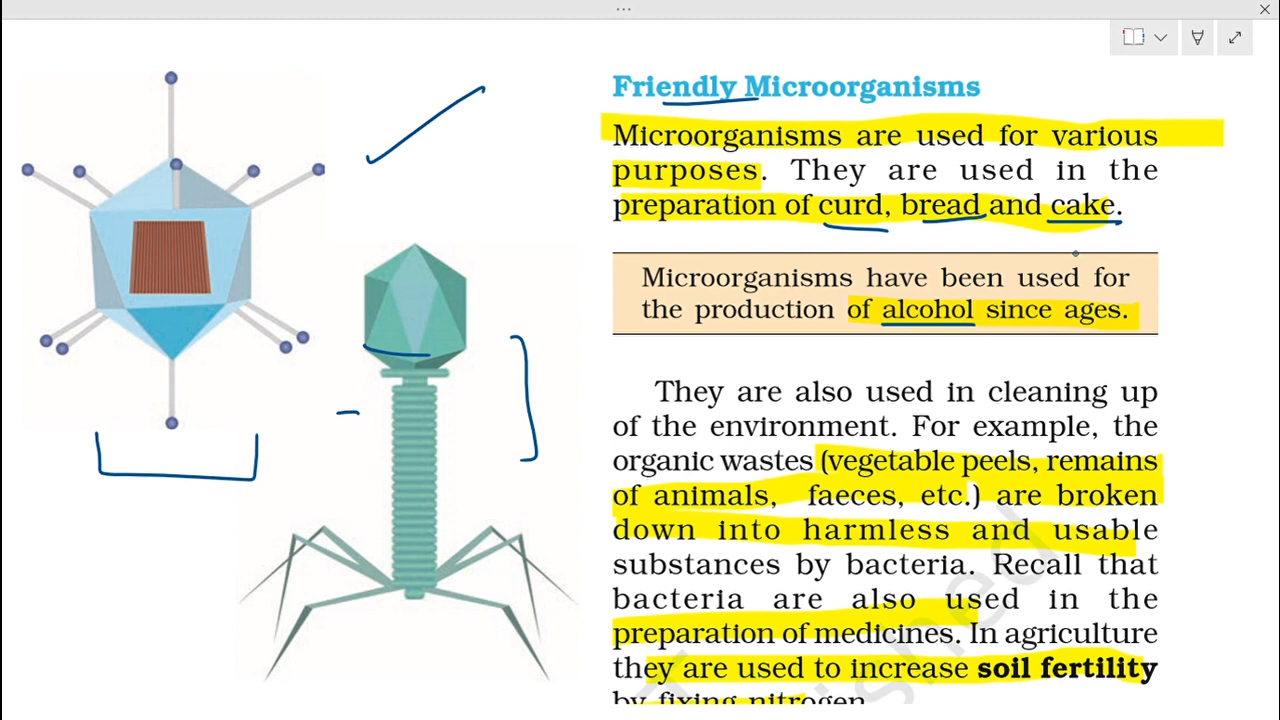 Friendly Microorganisms
Microorganisms are used for various
purposes. They are used in the
preparation of curd, bread and cake.
Microorganisms have been used for
the production of alcohol since ages.
They are also used in cleaning up
of the environment. For example, the
organic wastes (vegetable peels, remains
of animals, faeces, etc.) are broken
down into harmless and usable
substances by bacteria. Recall that
bacteria are also used in the
preparation of medicines. In agriculture
they are used to increase soil fertility
by fixing nitrogen